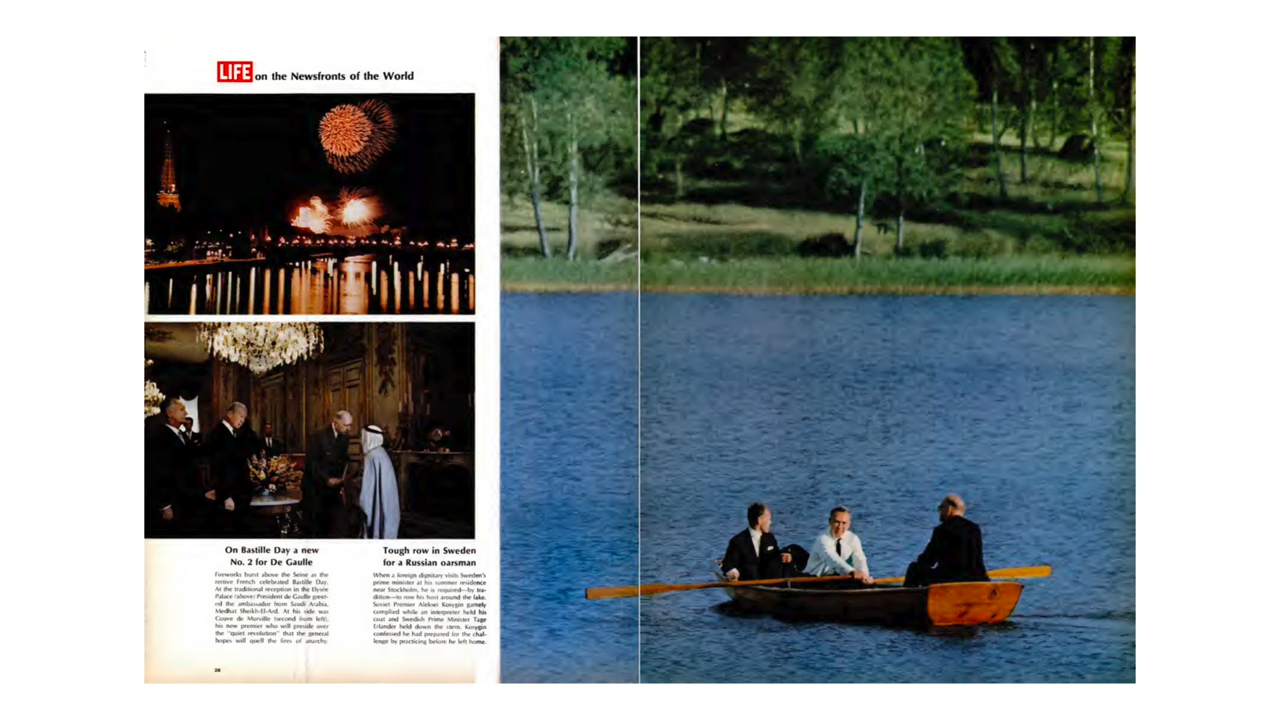 LIFE on the Newsfronts of the World
On Bastille Day a new
No. 2 for De Gaulle
Fireworks burst above the Seine as the
restive French celebrated Bastille Day.
At the traditional reception in the Elysée
Palace (above) President de Gaulle greet-
ed the ambassador from Saudi Arabia,
Medhat Sheikh-El-Ard. At his side was
Couve de Murville (second from left),
his new premier who will preside over
the "quiet revolution" that the general
hopes will quell the fires of anarchy.
Tough row in Sweden
for a Russian oarsman
When a foreign dignitary visits Sweden's
prime minister at his summer residence
near Stockholm, he is required—by tra-
dition—to row his host around the lake.
Soviet Premier Aleksei Kosygin gamely
complied while an interpreter held his
coat and Swedish Prime Minister Tage
Erlander held down the stern. Kosygin
confessed he had prepared for the chal-
lenge by practicing before he left home.
28